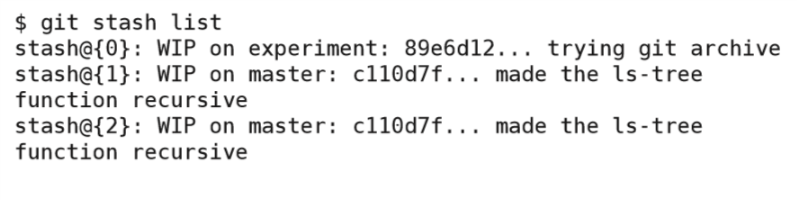 $ git stash list
stash@{0}: WIP on experiment: 89e6d12... trying git archive
stash@{1}: WIP on master: c110d7f... made the ls-tree
function recursive
stash@{2}: WIP on master: c110d7f... made the ls-tree
function recursive